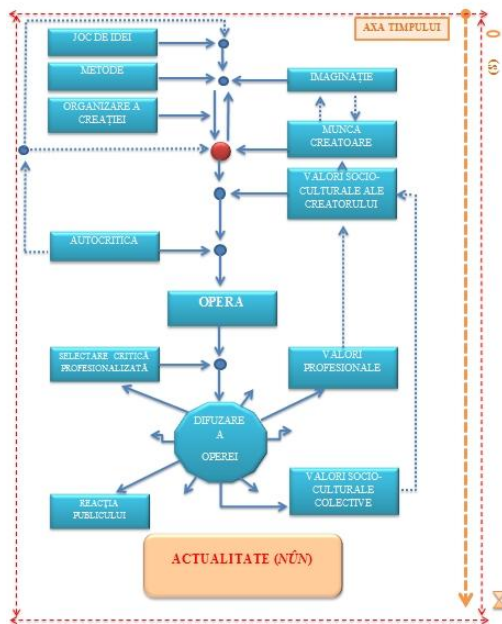 AXA TIMPULUI
0
(s)
JOC DE IDEI
METODE
IMAGINAȚIE
ORGANIZARE A
CREAȚIEI
MUNCA
CREATOARE
VALORI SOCIO-
CULTURALE ALE
CREATORULUI
AUTOCRITICA
OPERA
SELECTARE CRITICĂ
PROFESIONALIZATĂ
VALORI
PROFESIONALE
DIFUZARE
A
OPEREI
VALORI SOCIO-
CULTURALE
COLECTIVE
REACȚIA
PUBLICULUI
ACTUALITATE (NŪN)